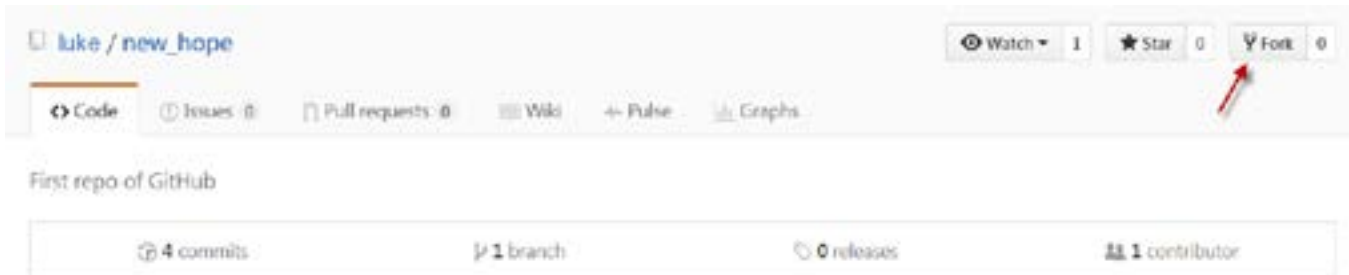 luke / new_hope Watch 1 Star 0 Fork 0
Code Issues 0 Pull requests 0 Wiki Pulse Graphs
First repo of GitHub
4 commits 1 branch 0 releases 1 contributor